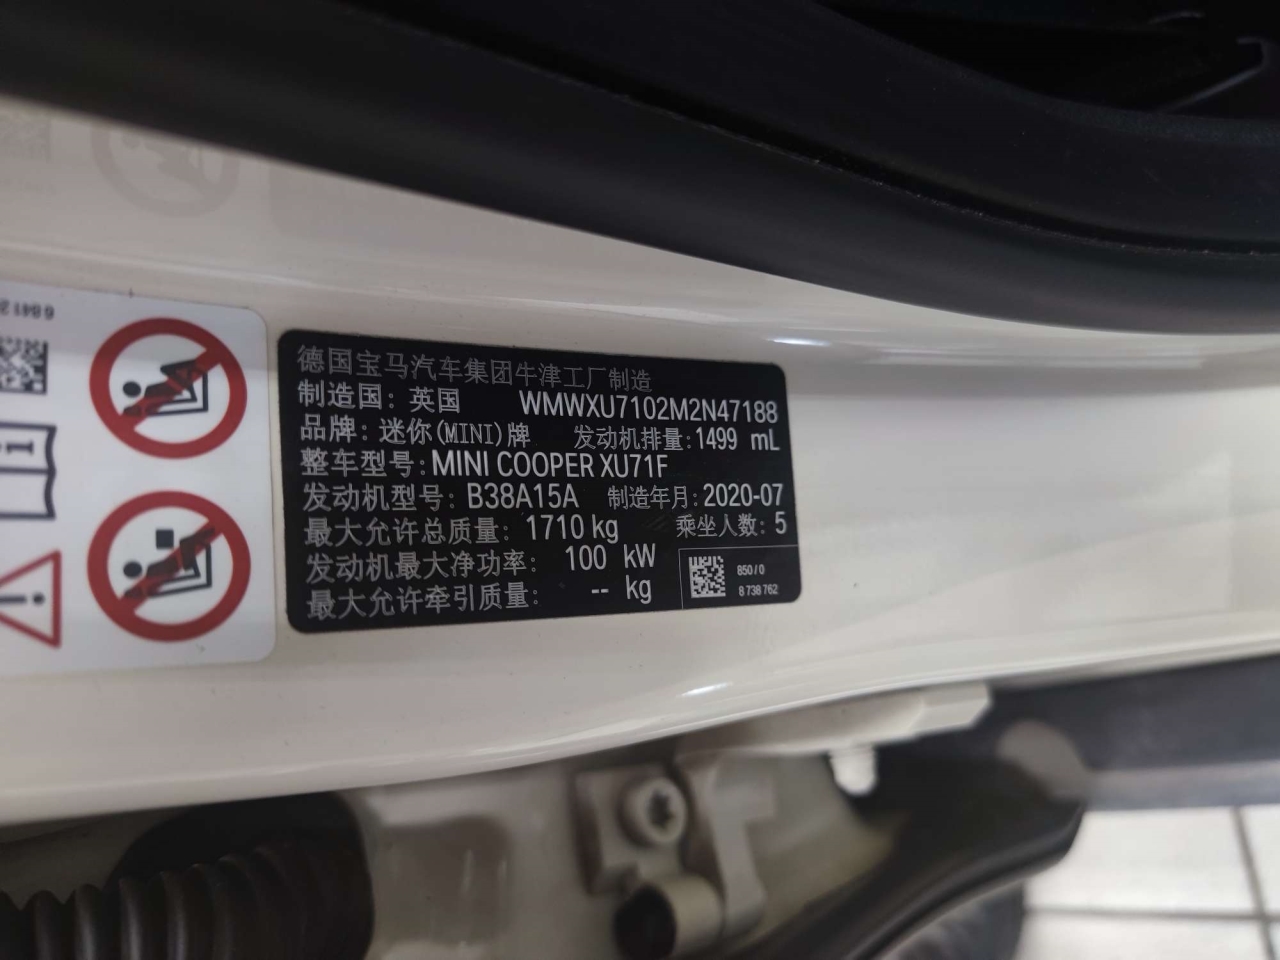 德国宝马汽车集团牛津工厂制造
制造国：英国 WMWXU7102M2N47188
品牌：迷你(MINI)牌 发动机排量：1499 mL
整车型号：MINI COOPER XU71F
发动机型号：B38A15A 制造年月：2020-07
最大允许总质量：1710 kg 乘坐人数：5
发动机最大净功率：100 kW
最大允许牵引质量：-- kg
850 / 0
8 738 762